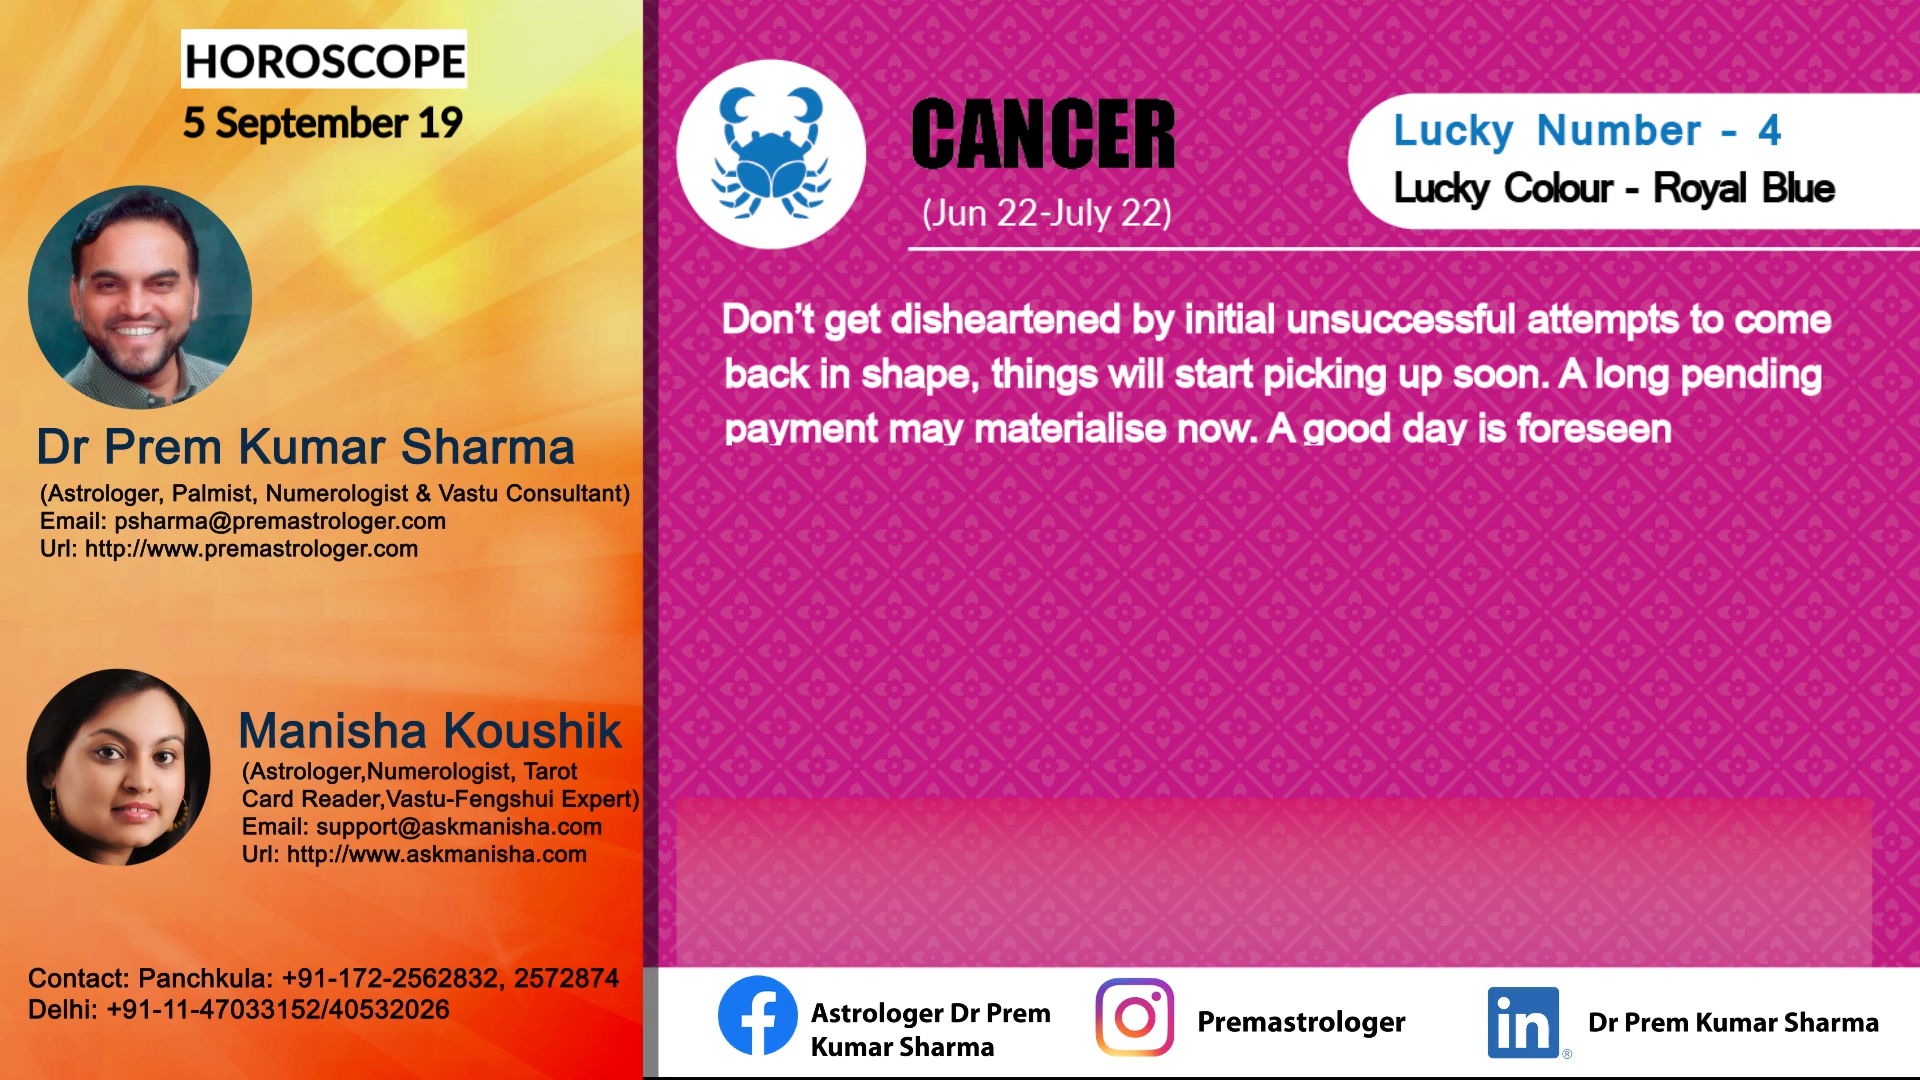 HOROSCOPE
5 September 19
Dr Prem Kumar Sharma
(Astrologer, Palmist, Numerologist & Vastu Consultant)
Email: psharma@premastrologer.com
Url: http://www.premastrologer.com
Manisha Koushik
(Astrologer,Numerologist, Tarot
Card Reader,Vastu-Fengshui Expert)
Email: support@askmanisha.com
Url: http://www.askmanisha.com
Contact: Panchkula: +91-172-2562832, 2572874
Delhi: +91-11-47033152/40532026
CANCER
(Jun 22-July 22)
Lucky Number - 4
Lucky Colour - Royal Blue
Don’t get disheartened by initial unsuccessful attempts to come
back in shape, things will start picking up soon. A long pending
payment may materialise now. A good day is foreseen
Astrologer Dr Prem
Kumar Sharma
Premastrologer
in ®
Dr Prem Kumar Sharma